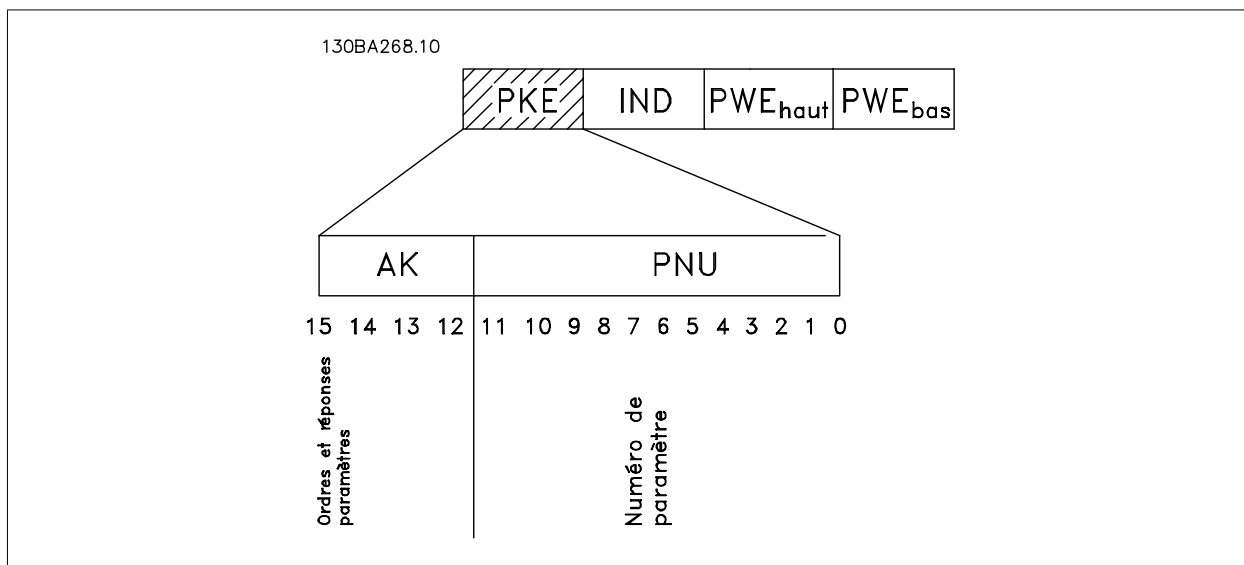 130BA268.10
PKE IND PWEhaut PWEbas
AK PNU
15 14 13 12 11 10 9 8 7 6 5 4 3 2 1 0
Ordres et réponses
paramètres
Numéro de
paramètre